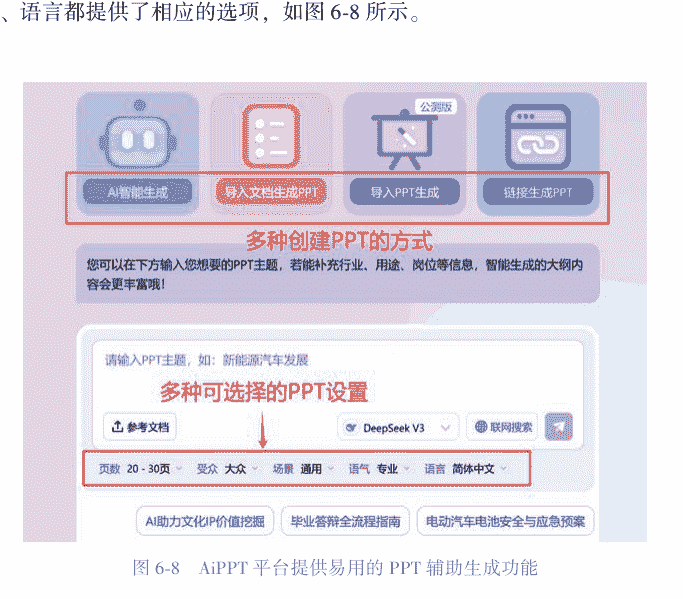 、语言都提供了相应的选项，如图 6-8 所示。
公测版
AI智能生成
导入文档生成PPT
导入PPT生成
链接生成PPT
多种创建PPT的方式
您可以在下方输入您想要的PPT主题，若能补充行业、用途、岗位等信息，智能生成的大纲内
容会更丰富哦！
请输入PPT主题，如：新能源汽车发展
多种可选择的PPT设置
参考文档
DeepSeek V3
联网搜索
页数 20 - 30页 受众 大众 场景 通用 语气 专业 语言 简体中文
AI助力文化IP价值挖掘
毕业答辩全流程指南
电动汽车电池安全与应急预案
图 6-8 AiPPT 平台提供易用的 PPT 辅助生成功能